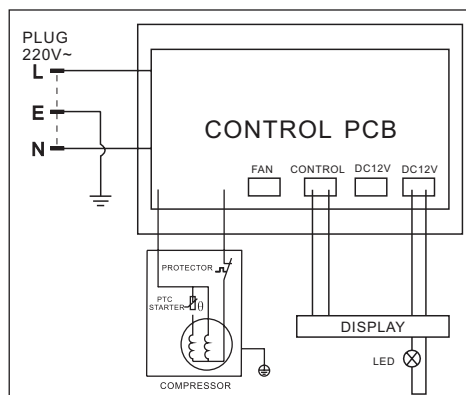 PLUG
220V~
L
E
N
CONTROL PCB
FAN CONTROL DC12V DC12V
PROTECTOR
PTC
STARTER
θ
COMPRESSOR
DISPLAY
LED